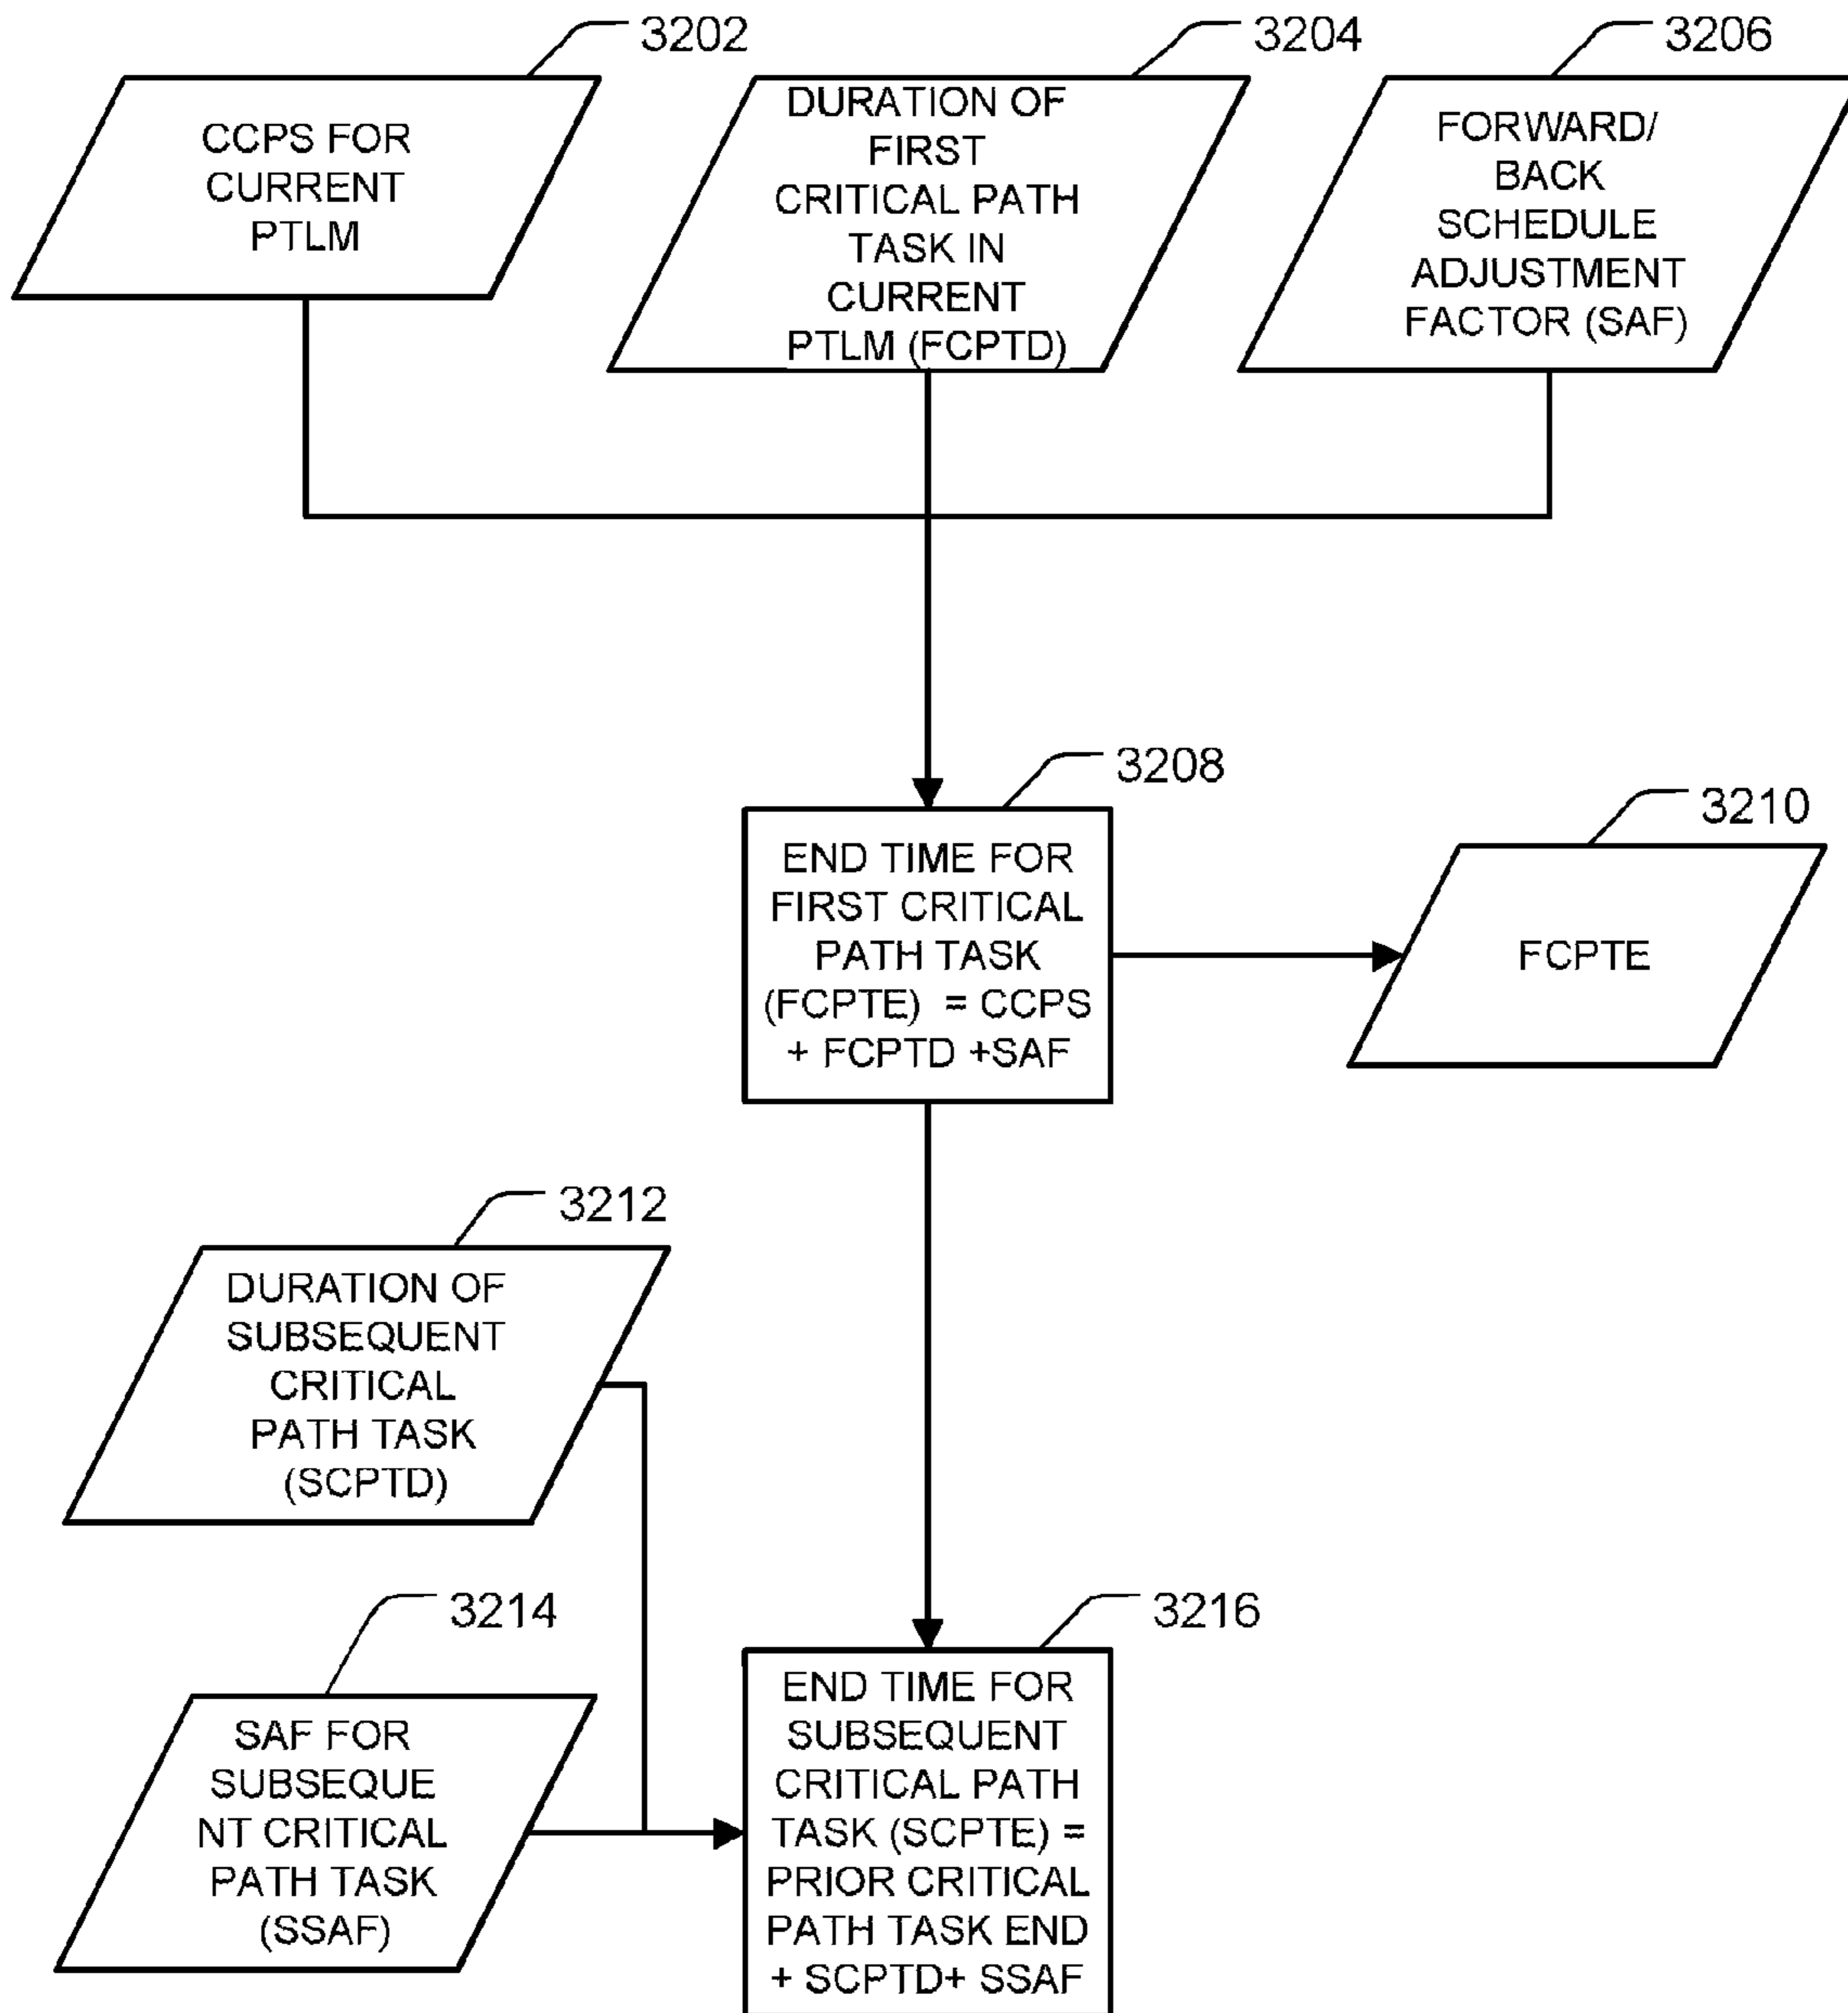 3202
CCPS FOR
CURRENT
PTLM
3204
DURATION OF
FIRST
CRITICAL PATH
TASK IN
CURRENT
PTLM (FCPTD)
3206
FORWARD/
BACK
SCHEDULE
ADJUSTMENT
FACTOR (SAF)
3208
END TIME FOR
FIRST CRITICAL
PATH TASK
(FCPTE) = CCPS
+ FCPTD +SAF
3210
FCPTE
3212
DURATION OF
SUBSEQUENT
CRITICAL
PATH TASK
(SCPTD)
3214
SAF FOR
SUBSEQUE
NT CRITICAL
PATH TASK
(SSAF)
3216
END TIME FOR
SUBSEQUENT
CRITICAL PATH
TASK (SCPTE) =
PRIOR CRITICAL
PATH TASK END
+ SCPTD+ SSAF